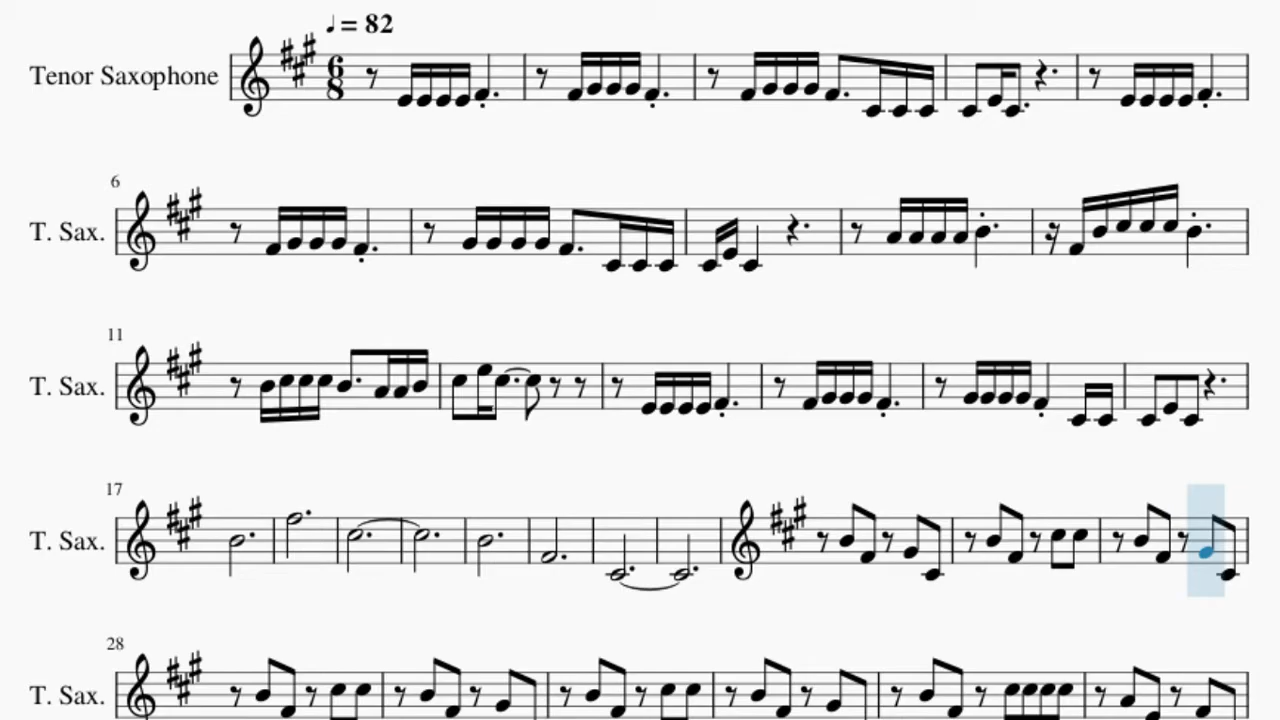 ♩ = 82
Tenor Saxophone
6
8
6
T. Sax.
11
T. Sax.
17
T. Sax.
28
T. Sax.